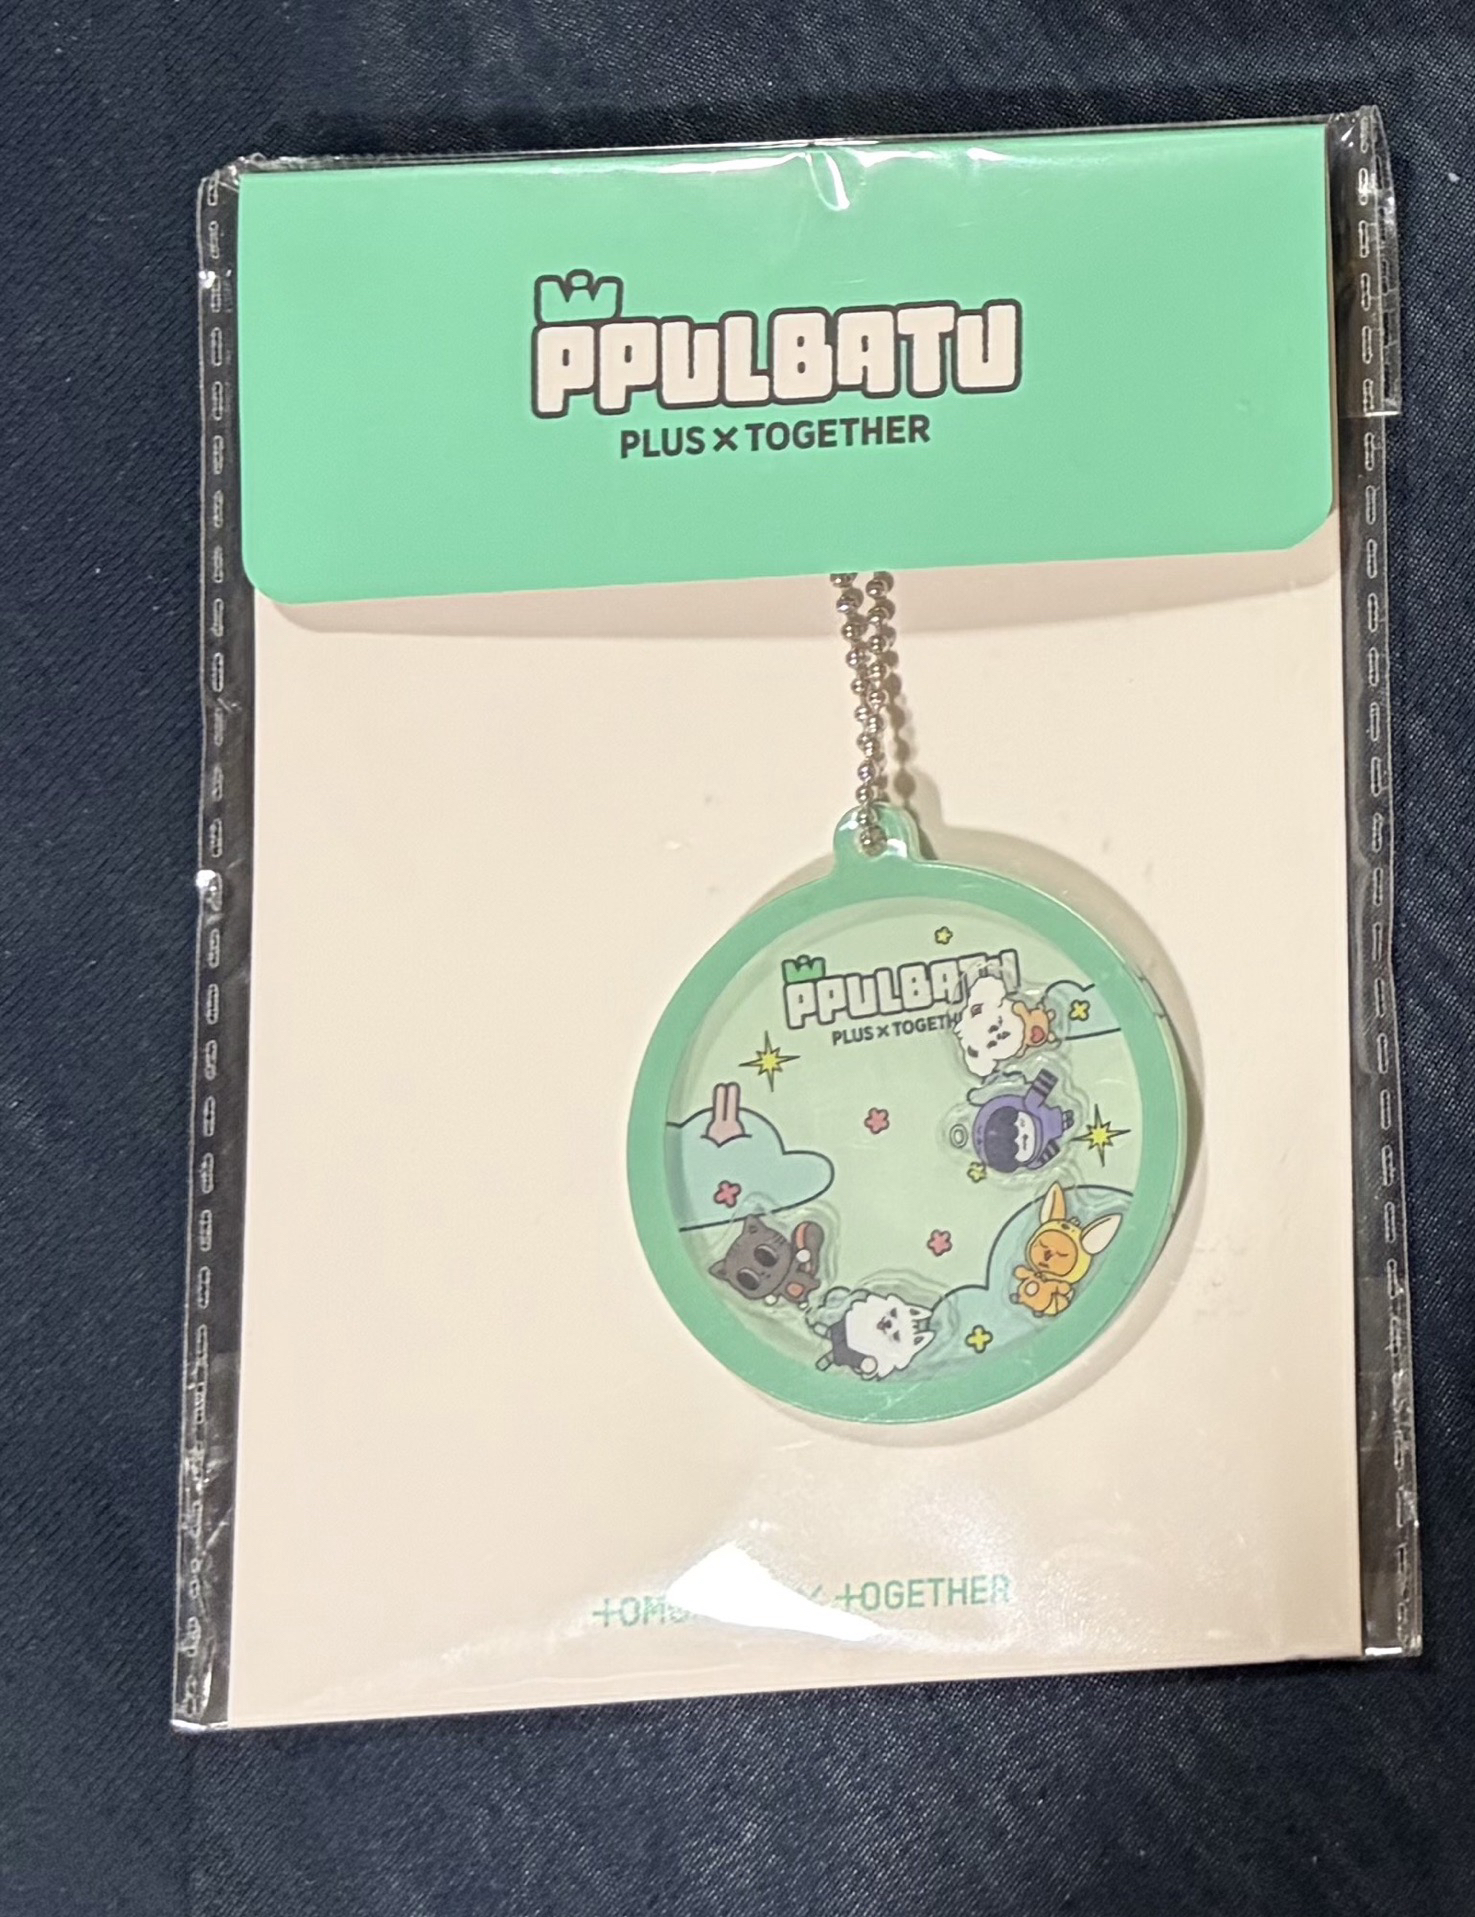 PPULBATU
PLUS × TOGETHER
PPULBATU
PLUS × TOGETH
TOGETHER